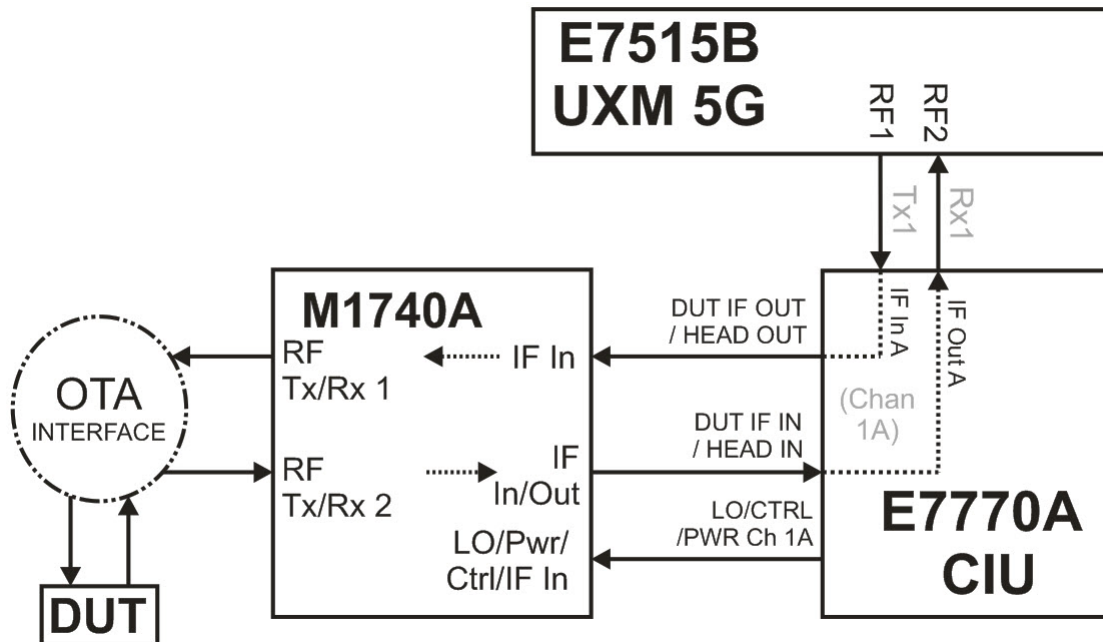 E7515B
UXM 5G
RF1
RF2
Tx1
Rx1
M1740A
RF
Tx/Rx 1
IF In
DUT IF OUT
/ HEAD OUT
IF In A
IF Out A
(Chan
1A)
OTA
INTERFACE
RF
Tx/Rx 2
IF
In/Out
DUT IF IN
/ HEAD IN
LO/Pwr/
Ctrl/IF In
LO/CTRL
/PWR Ch 1A
E7770A
CIU
DUT